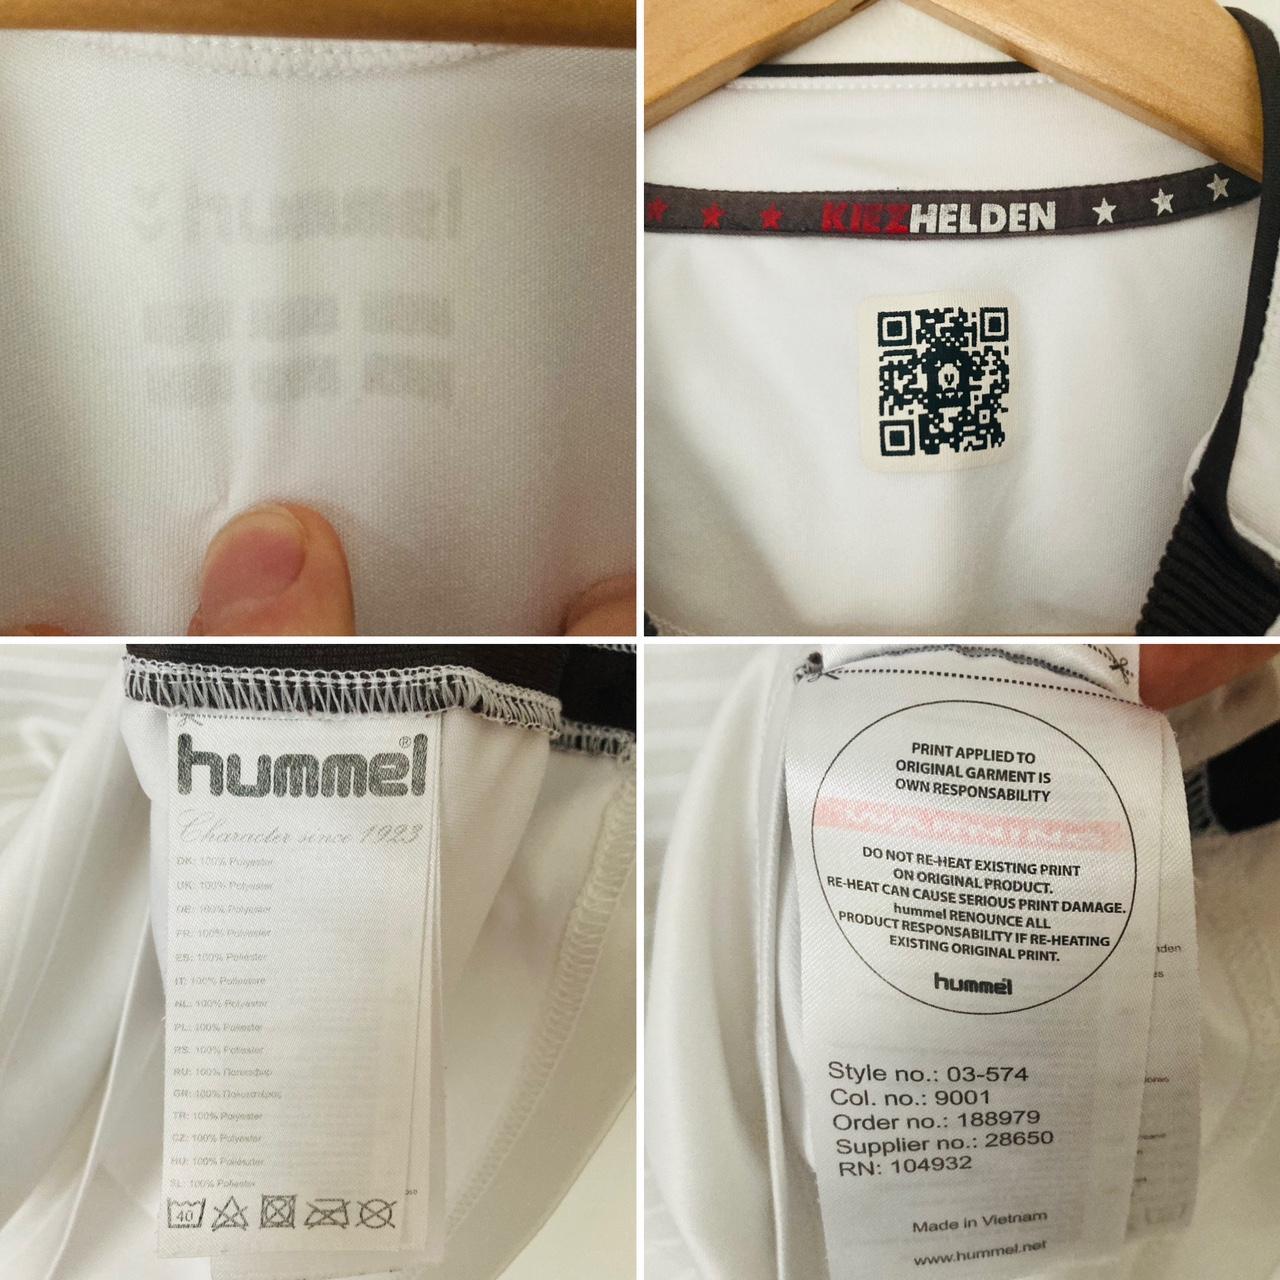 KIEZHELDEN
hummel®
Character since 1923
DK: 100% Polyester
UK: 100% Polyester
DE: 100% Polyester
FR: 100% Polyester
ES: 100% Poliester
IT: 100% Poliestere
NL: 100% Polyester
PL: 100% Poliester
RS: 100% Poliester
RU: 100% Полиэфир
GR: 100% Πολυεστέρας
TR: 100% Polyester
CZ: 100% Polyester
HU: 100% Poliészter
SL: 100% Poliester
40
PRINT APPLIED TO
ORIGINAL GARMENT IS
OWN RESPONSABILITY
WARNING
DO NOT RE-HEAT EXISTING PRINT
ON ORIGINAL PRODUCT.
RE-HEAT CAN CAUSE SERIOUS PRINT DAMAGE.
hummel RENOUNCE ALL
PRODUCT RESPONSABILITY IF RE-HEATING
EXISTING ORIGINAL PRINT.
hummel
Style no.: 03-574
Col. no.: 9001
Order no.: 188979
Supplier no.: 28650
RN: 104932
Made in Vietnam
www.hummel.net